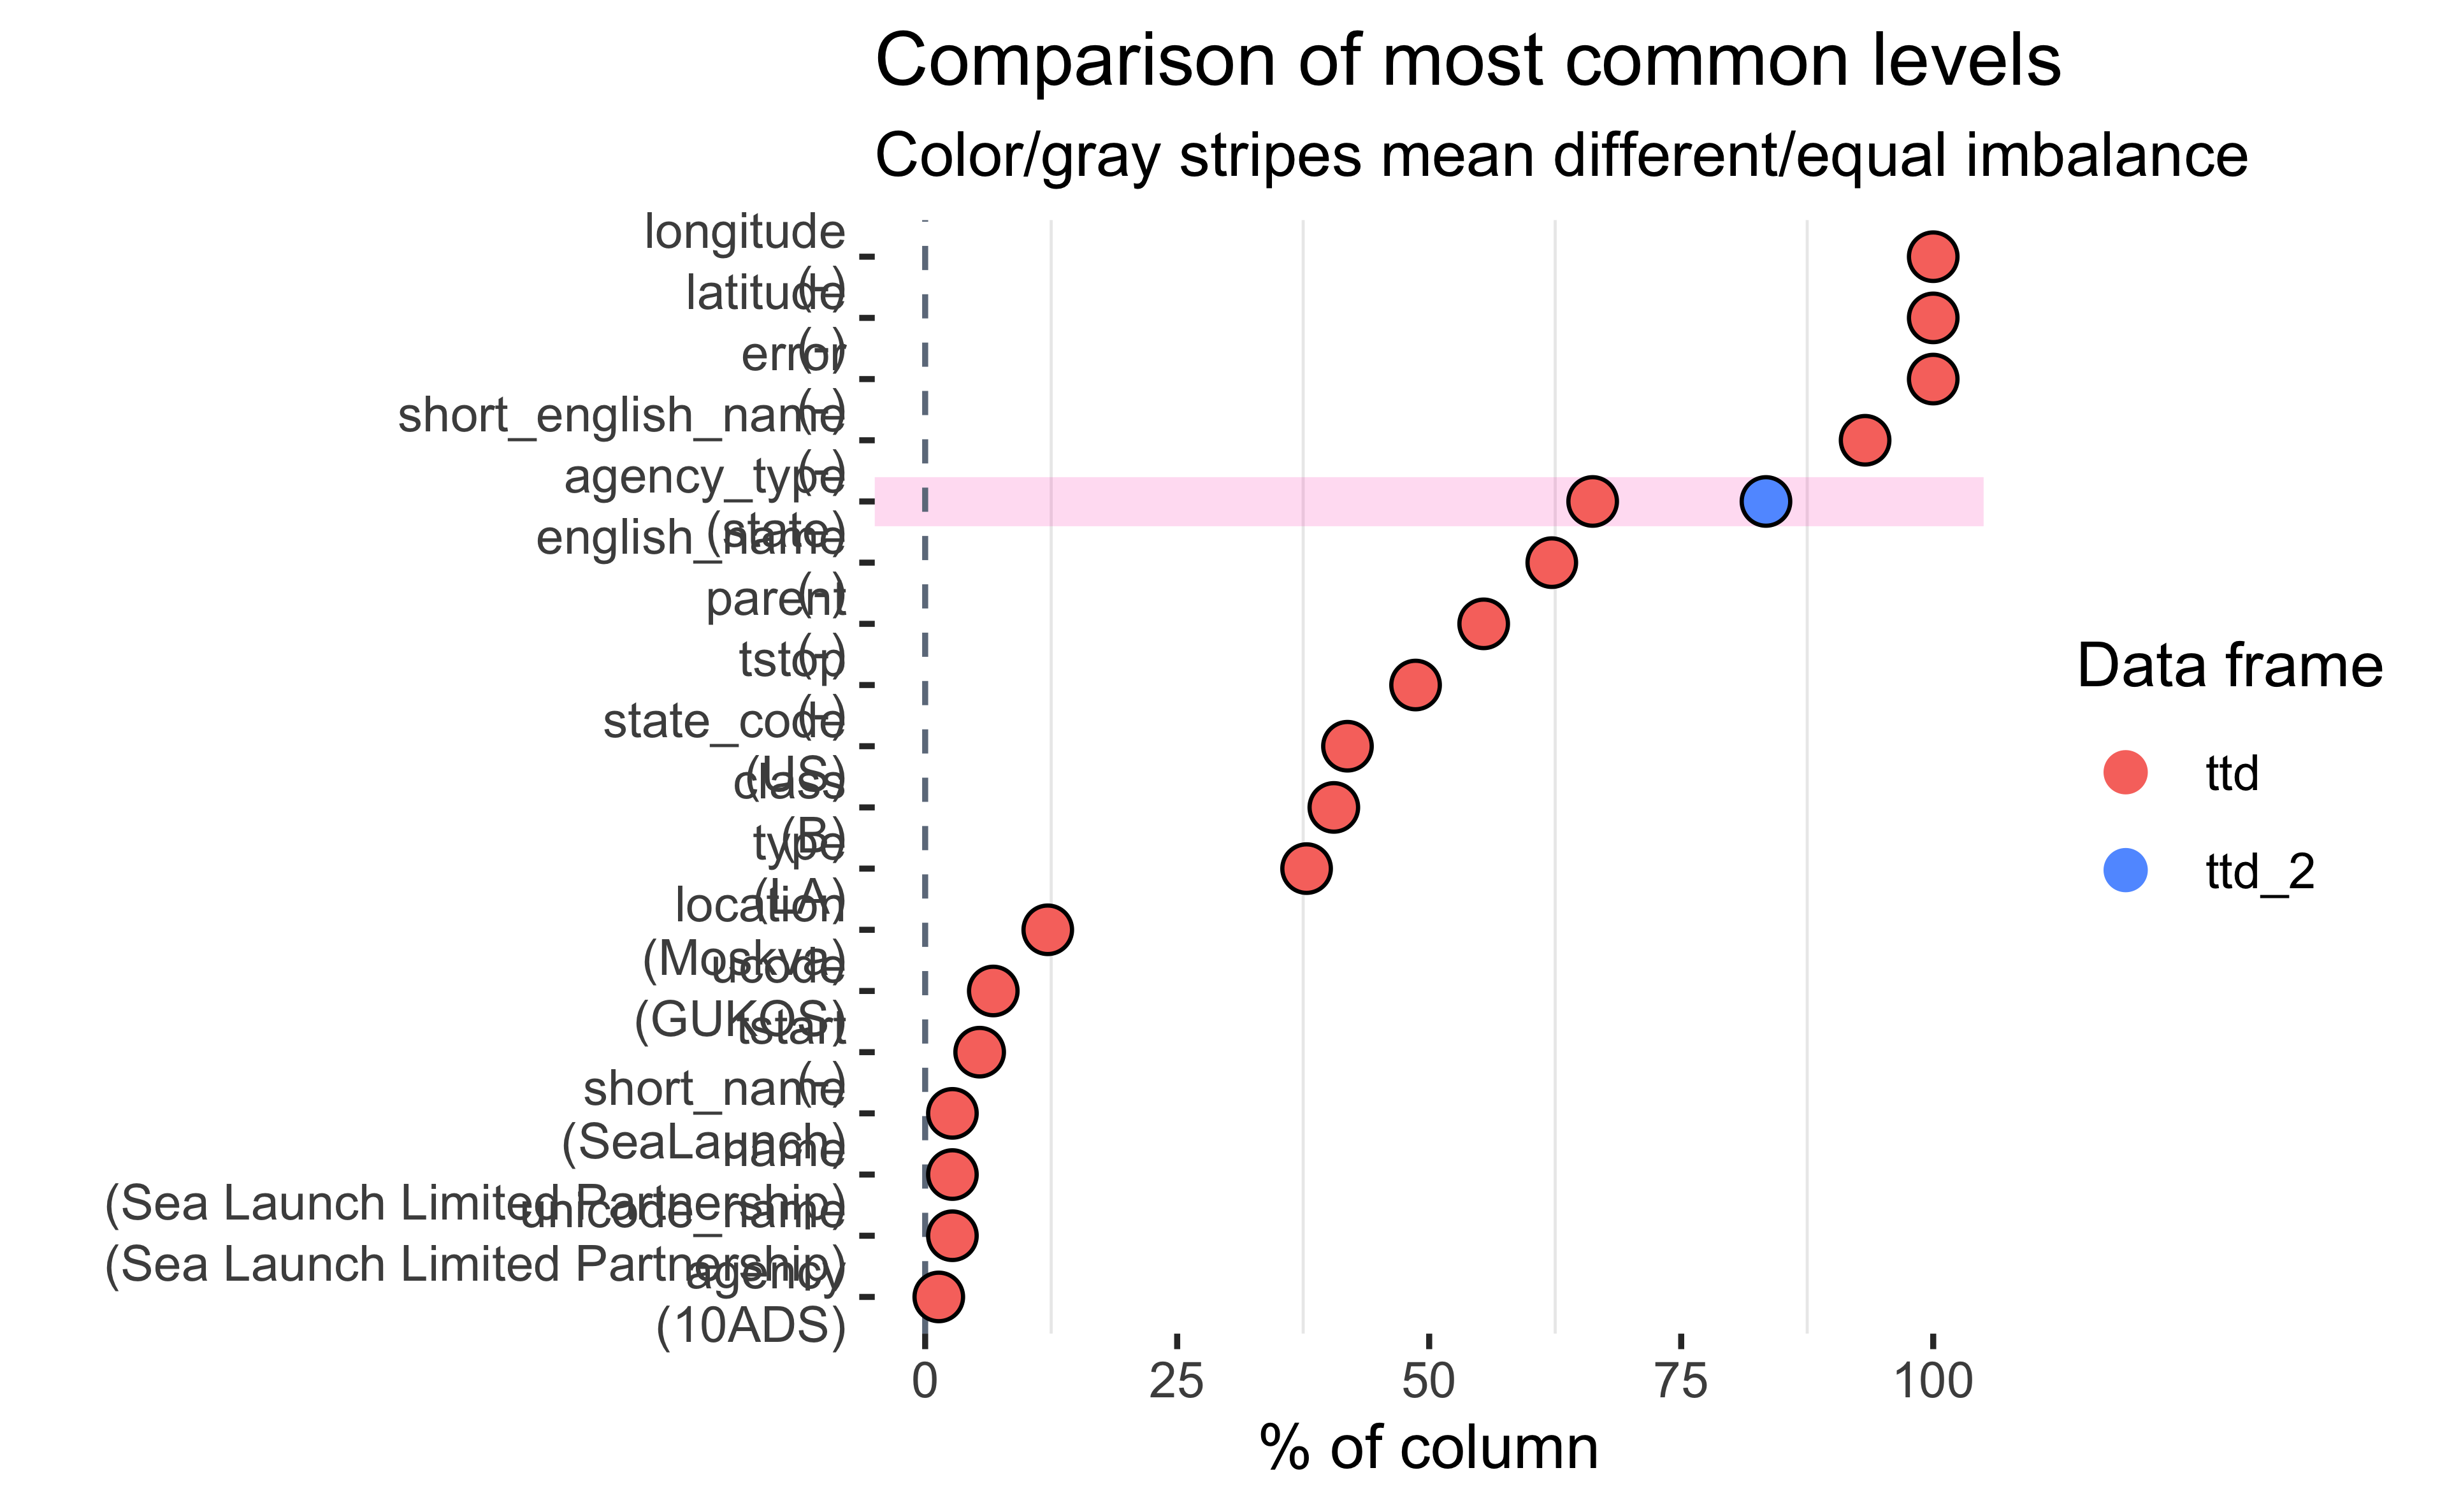 Comparison of most common levels
Color/gray stripes mean different/equal imbalance
longitude
(-)
latitude
(-)
error
(-)
short_english_name
(-)
agency_type
(state)
english_name
(-)
parent
(-)
tstop
(-)
state_code
(US)
class
(B)
type
(LA)
location
(Moskva)
ucode
(GUKOS)
tstart
(-)
short_name
(SeaLaunch)
name
(Sea Launch Limited Partnership)
unicode_name
(Sea Launch Limited Partnership)
agency
(10ADS)
0 25 50 75 100
% of column
Data frame
ttd
ttd_2